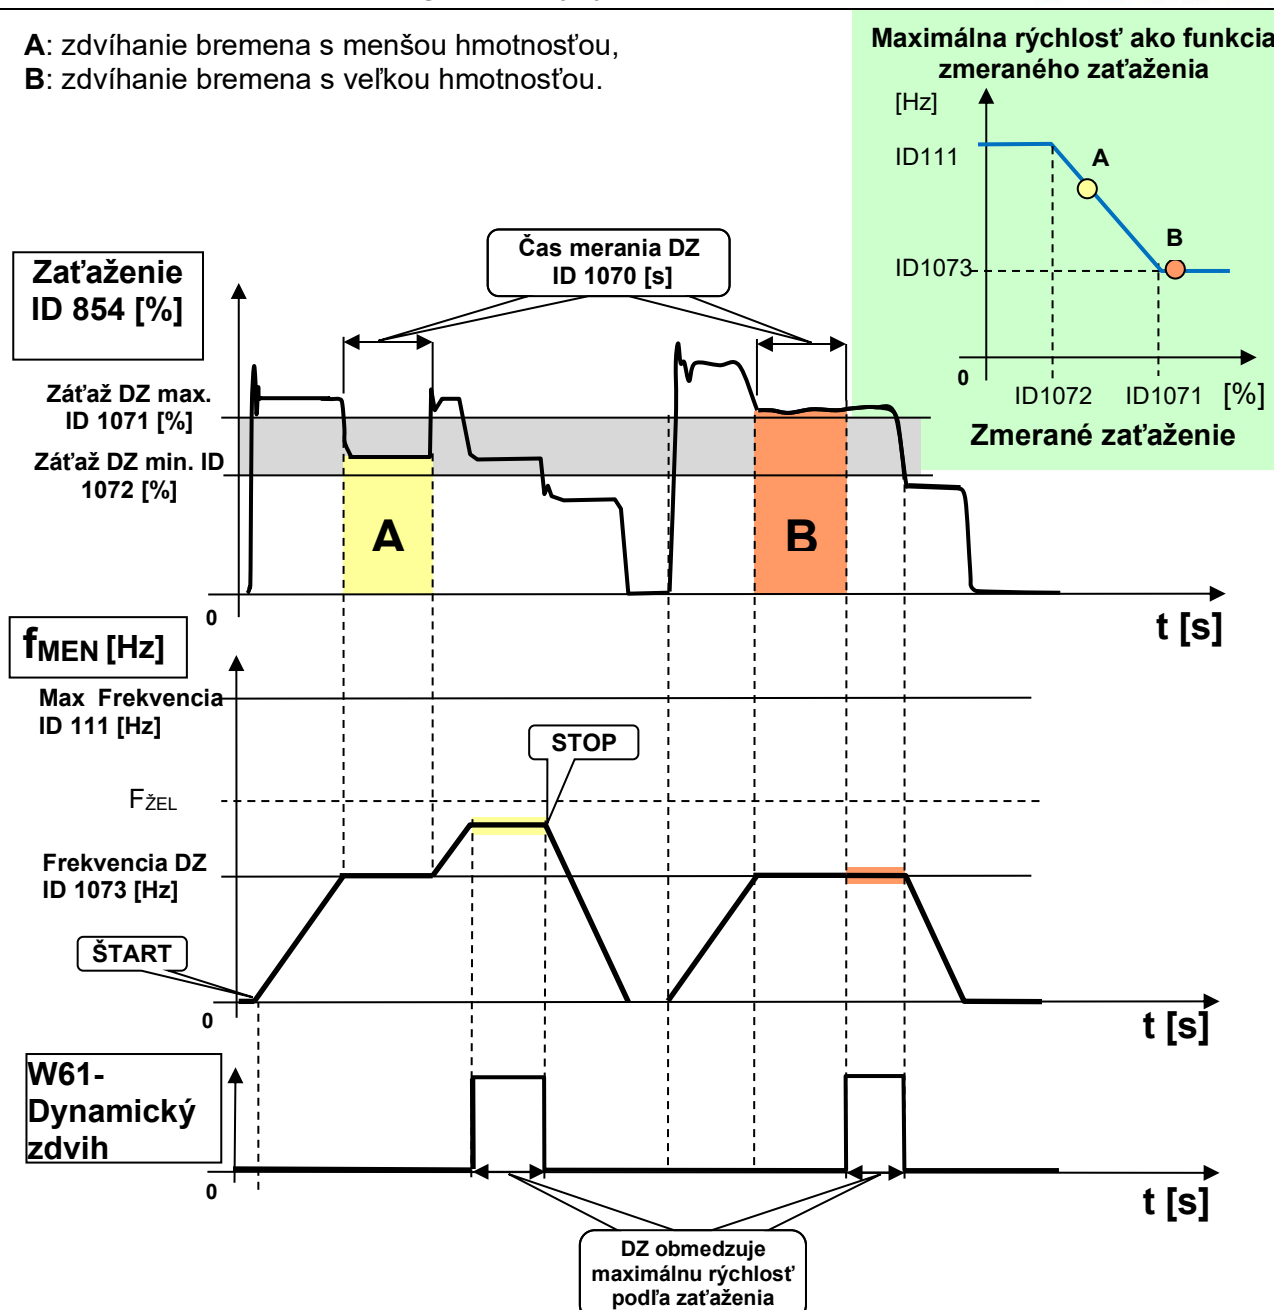 A: zdvíhanie bremena s menšou hmotnosťou,
B: zdvíhanie bremena s veľkou hmotnosťou.
Maximálna rýchlosť ako funkcia
zmeraného zaťaženia
[Hz]
ID111
A
B
ID1073
0
ID1072
ID1071
[%]
Zmerané zaťaženie
Zaťaženie
ID 854 [%]
Čas merania DZ
ID 1070 [s]
Záťaž DZ max.
ID 1071 [%]
Záťaž DZ min. ID
1072 [%]
A
B
0
t [s]
fMEN [Hz]
Max Frekvencia
ID 111 [Hz]
STOP
FŽEL
Frekvencia DZ
ID 1073 [Hz]
ŠTART
0
t [s]
W61-
Dynamický
zdvih
0
t [s]
DZ obmedzuje
maximálnu rýchlosť
podľa zaťaženia